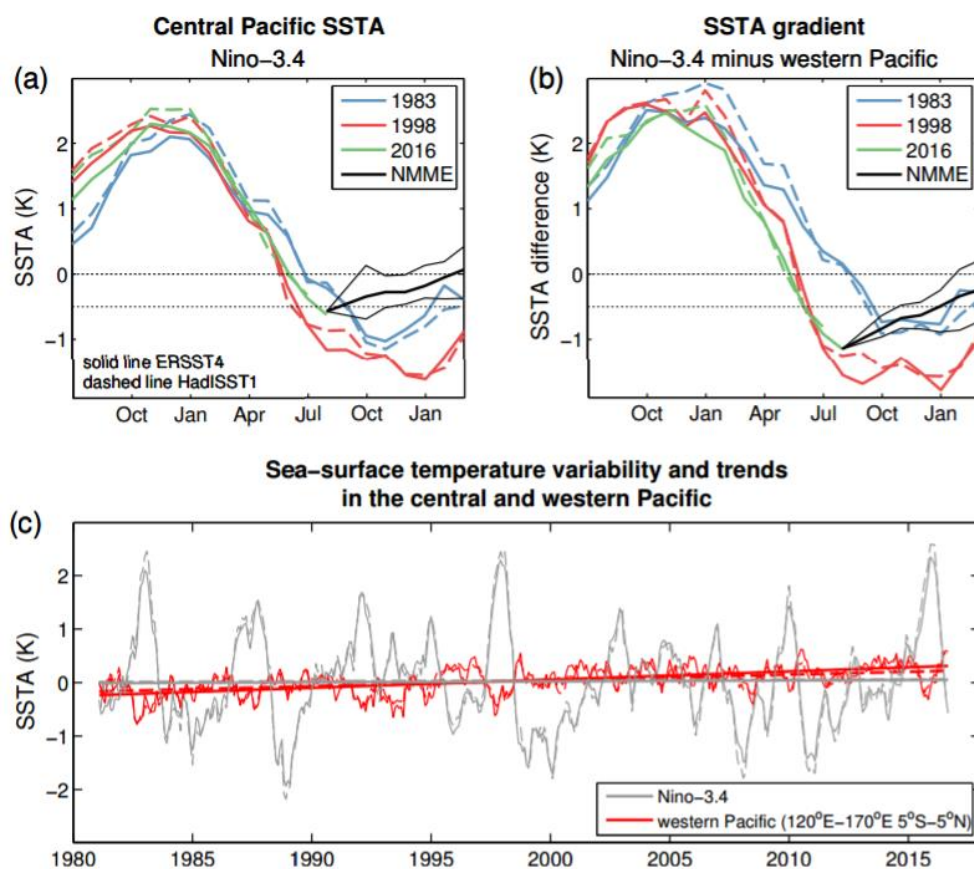 Central Pacific SSTA
Nino−3.4
SSTA gradient
Nino−3.4 minus western Pacific
(a)
1983
1998
2016
NMME
2
1
0
−1
SSTA (K)
solid line ERSST4
dashed line HadISST1
Oct Jan Apr Jul Oct Jan
(b)
1983
1998
2016
NMME
2
1
0
−1
SSTA difference (K)
Oct Jan Apr Jul Oct Jan
Sea−surface temperature variability and trends
in the central and western Pacific
(c)
2
1
0
−1
−2
SSTA (K)
Nino−3.4
western Pacific (120°E−170°E 5°S−5°N)
1980 1985 1990 1995 2000 2005 2010 2015